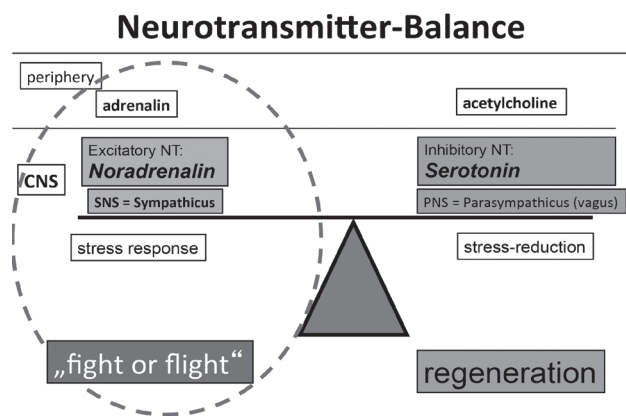 Neurotransmitter-Balance
periphery
adrenalin
acetylcholine
Excitatory NT:
Noradrenalin
Inhibitory NT:
Serotonin
CNS
SNS = Sympathicus
PNS = Parasympathicus (vagus)
stress response
stress-reduction
„fight or flight“
regeneration